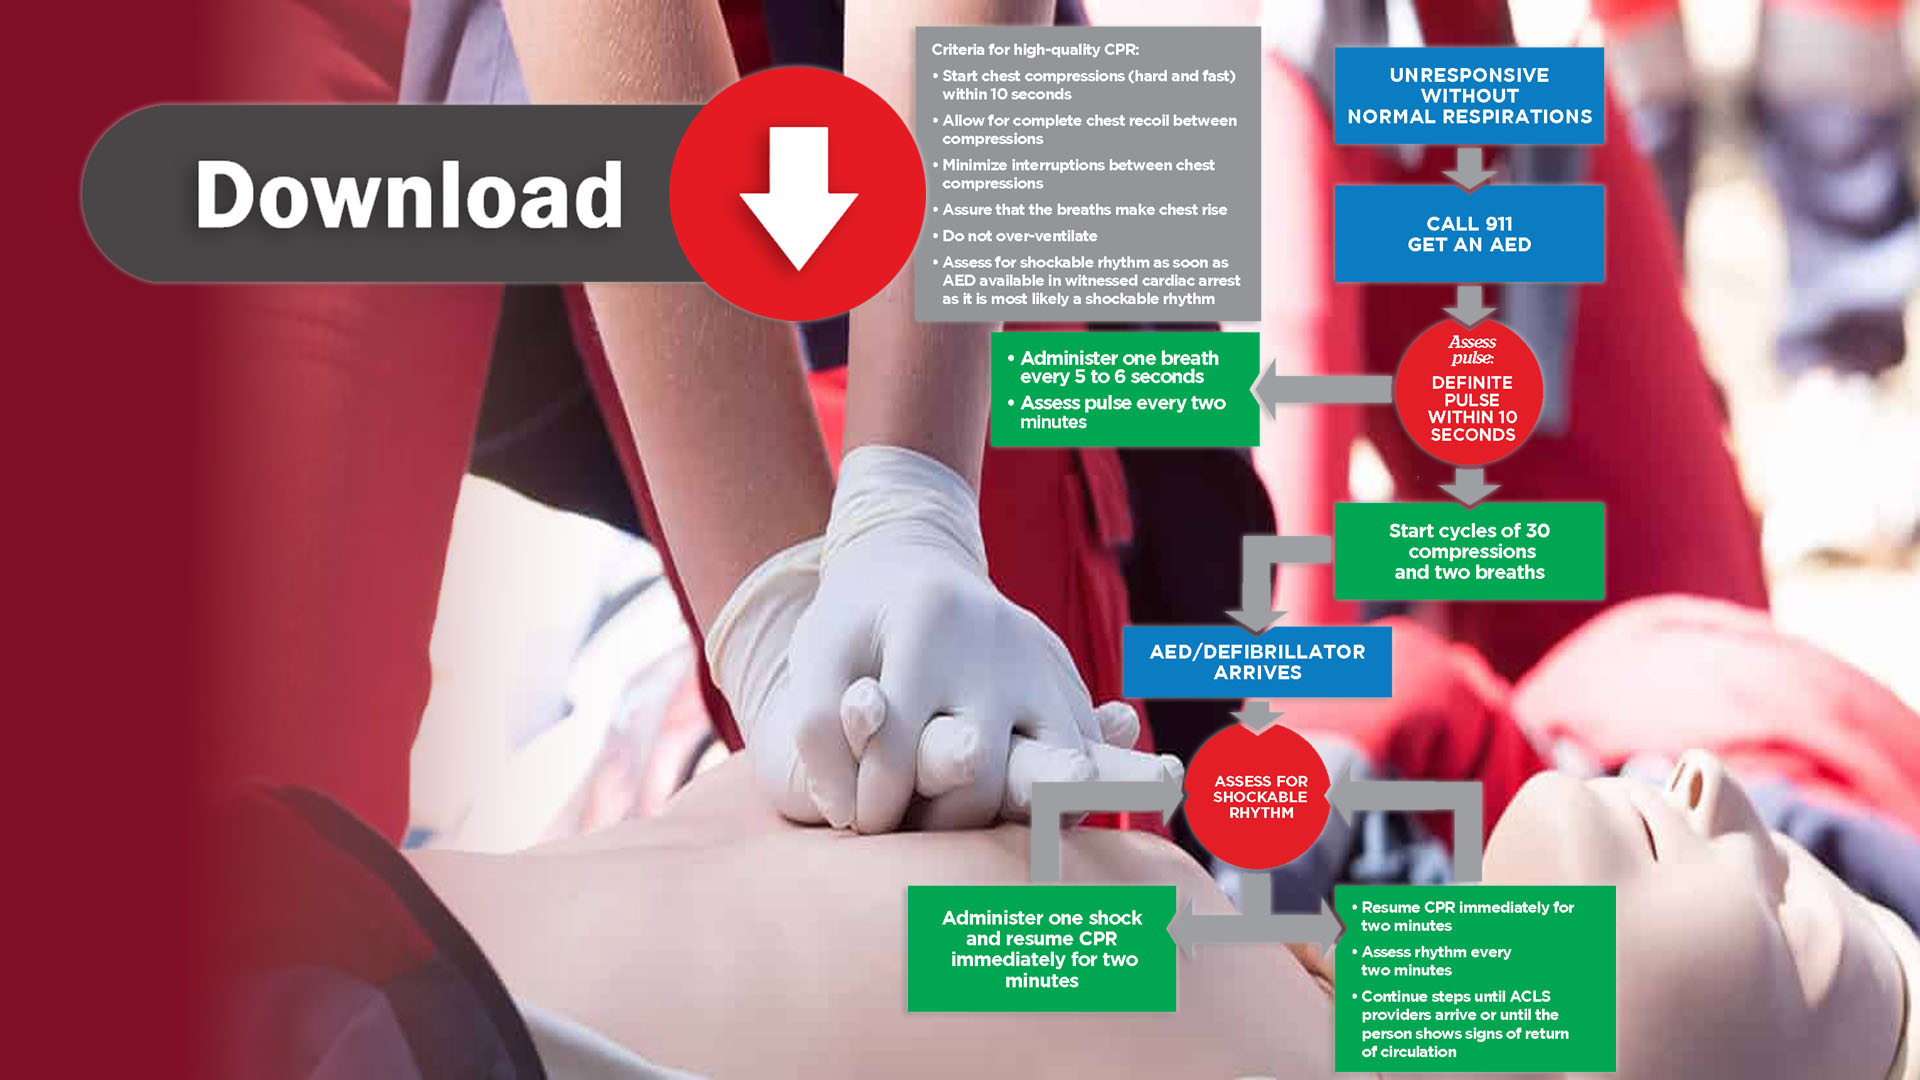 Download
Criteria for high-quality CPR:
• Start chest compressions (hard and fast)
within 10 seconds
• Allow for complete chest recoil between
compressions
• Minimize interruptions between chest
compressions
• Assure that the breaths make chest rise
• Do not over-ventilate
• Assess for shockable rhythm as soon as
AED available in witnessed cardiac arrest
as it is most likely a shockable rhythm
UNRESPONSIVE
WITHOUT
NORMAL RESPIRATIONS
CALL 911
GET AN AED
Assess
pulse:
DEFINITE
PULSE
WITHIN 10
SECONDS
• Administer one breath
every 5 to 6 seconds
• Assess pulse every two
minutes
Start cycles of 30
compressions
and two breaths
AED/DEFIBRILLATOR
ARRIVES
ASSESS FOR
SHOCKABLE
RHYTHM
Administer one shock
and resume CPR
immediately for two
minutes
• Resume CPR immediately for
two minutes
• Assess rhythm every
two minutes
• Continue steps until ACLS
providers arrive or until the
person shows signs of return
of circulation